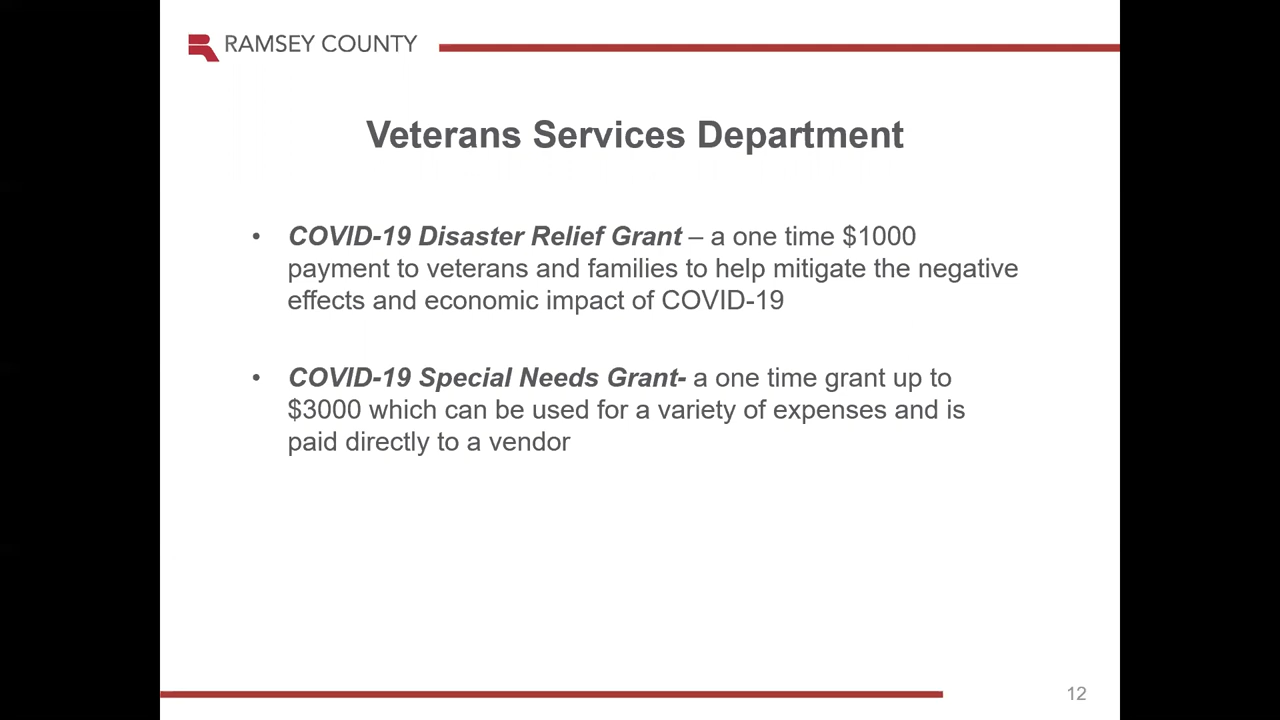 RAMSEY COUNTY
Veterans Services Department
• COVID-19 Disaster Relief Grant – a one time $1000
payment to veterans and families to help mitigate the negative
effects and economic impact of COVID-19
• COVID-19 Special Needs Grant- a one time grant up to
$3000 which can be used for a variety of expenses and is
paid directly to a vendor
12